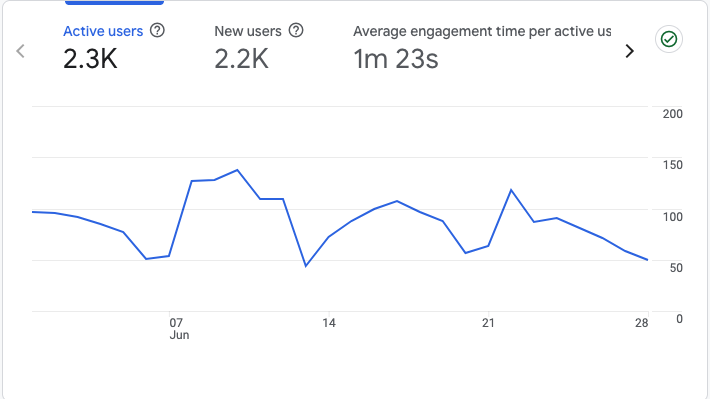 Active users
New users
Average engagement time per active us
2.3K
2.2K
1m 23s
200
150
100
50
0
07
Jun
14
21
28